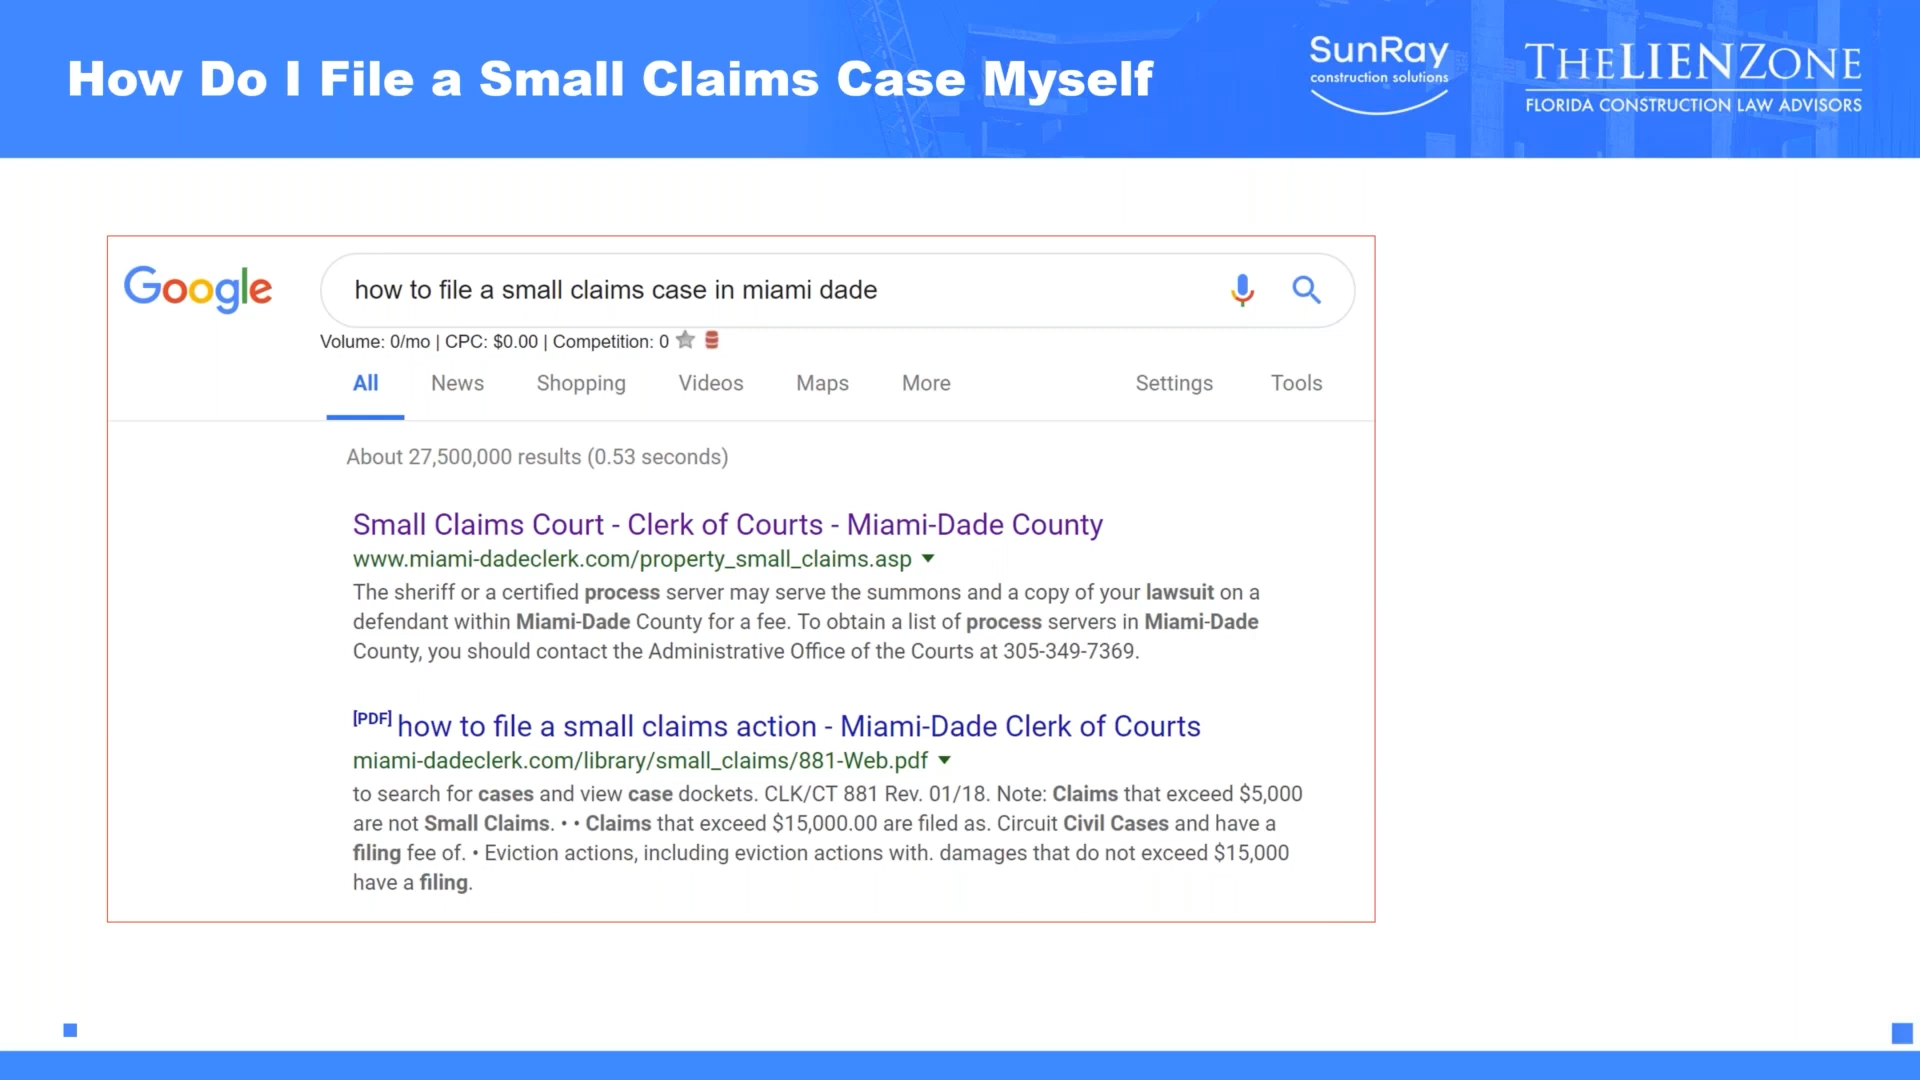 How Do I File a Small Claims Case Myself
SunRay
construction solutions
THELIENZONE
FLORIDA CONSTRUCTION LAW ADVISORS
Google
how to file a small claims case in miami dade
Volume: 0/mo | CPC: $0.00 | Competition: 0
All News Shopping Videos Maps More Settings Tools
About 27,500,000 results (0.53 seconds)
Small Claims Court - Clerk of Courts - Miami-Dade County
www.miami-dadeclerk.com/property_small_claims.asp
The sheriff or a certified process server may serve the summons and a copy of your lawsuit on a
defendant within Miami-Dade County for a fee. To obtain a list of process servers in Miami-Dade
County, you should contact the Administrative Office of the Courts at 305-349-7369.
[PDF] how to file a small claims action - Miami-Dade Clerk of Courts
miami-dadeclerk.com/library/small_claims/881-Web.pdf
to search for cases and view case dockets. CLK/CT 881 Rev. 01/18. Note: Claims that exceed $5,000
are not Small Claims. • • Claims that exceed $15,000.00 are filed as. Circuit Civil Cases and have a
filing fee of. • Eviction actions, including eviction actions with. damages that do not exceed $15,000
have a filing.